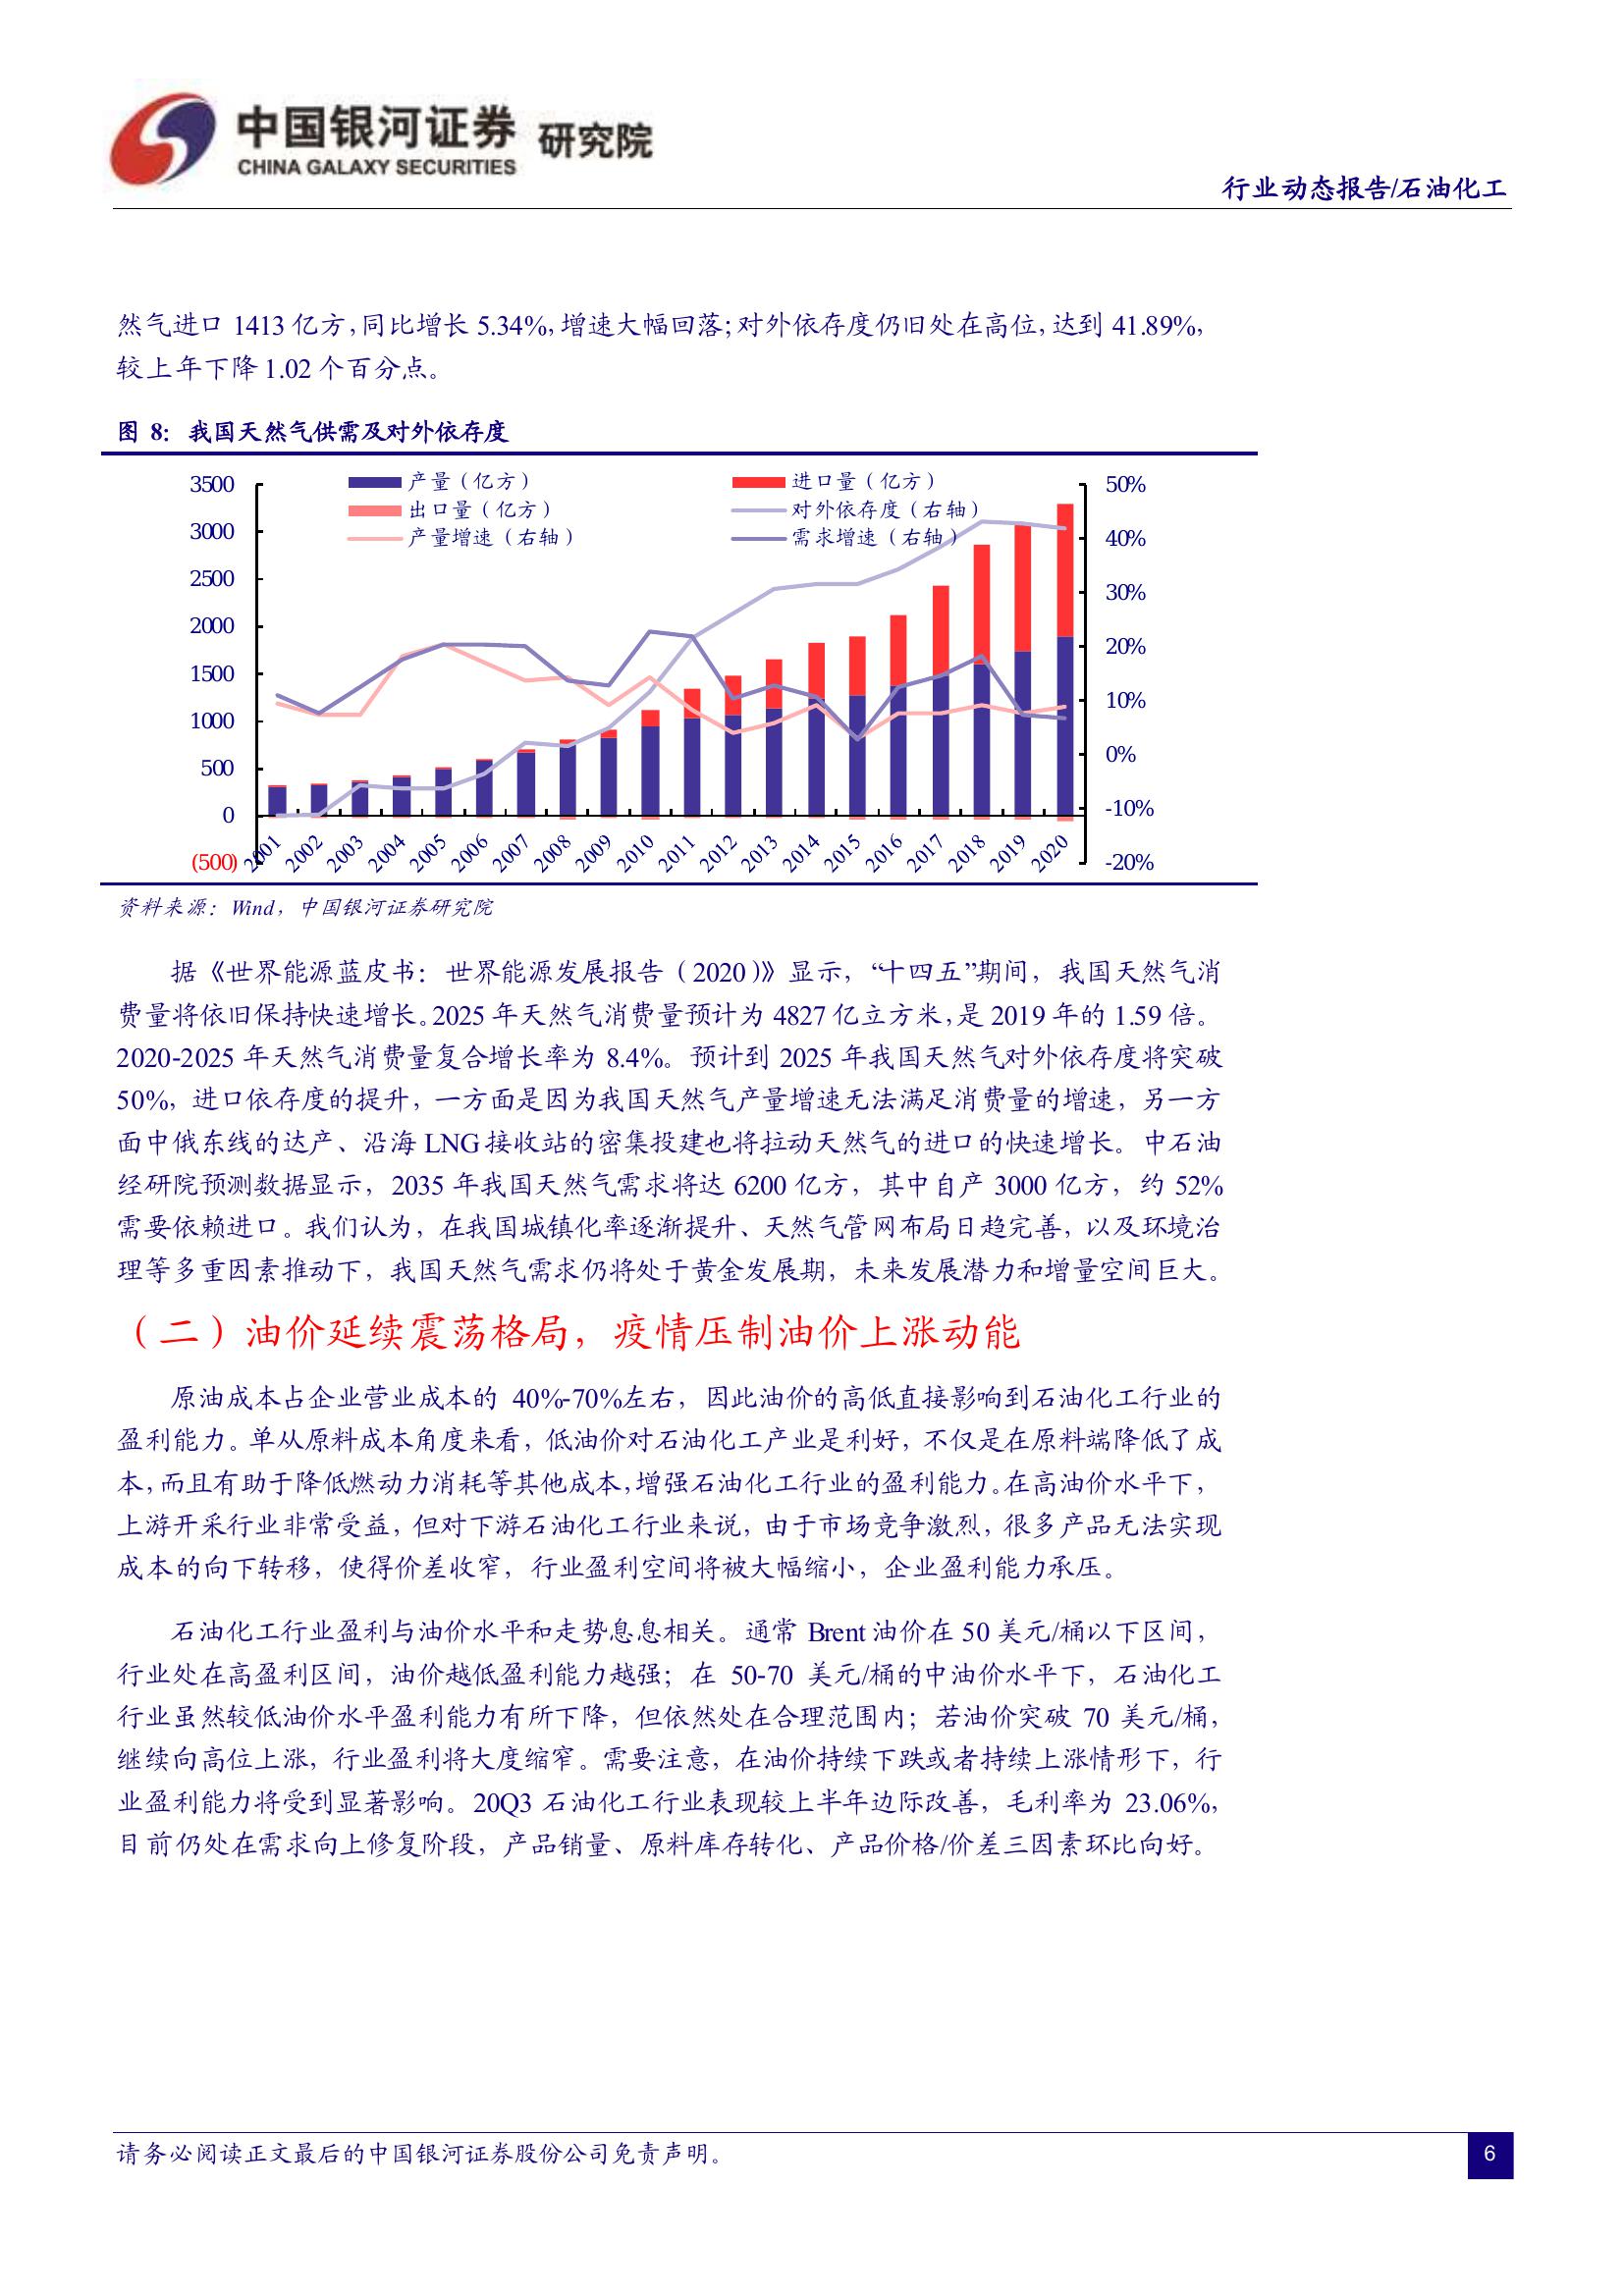 中国银河证券 研究院
CHINA GALAXY SECURITIES
行业动态报告/石油化工
然气进口 1413 亿方，同比增长 5.34%，增速大幅回落；对外依存度仍旧处在高位，达到 41.89%，
较上年下降 1.02 个百分点。
图 8：我国天然气供需及对外依存度
产量（亿方） 进口量（亿方）
出口量（亿方） 对外依存度（右轴）
产量增速（右轴） 需求增速（右轴）
3500 50%
3000 40%
2500 30%
2000 20%
1500 10%
1000 0%
500 -10%
0 -20%
(500)
2001 2002 2003 2004 2005 2006 2007 2008 2009 2010 2011 2012 2013 2014 2015 2016 2017 2018 2019 2020
资料来源：Wind，中国银河证券研究院
据《世界能源蓝皮书：世界能源发展报告（2020）》显示，“十四五”期间，我国天然气消
费量将依旧保持快速增长。2025 年天然气消费量预计为 4827 亿立方米，是 2019 年的 1.59 倍。
2020-2025 年天然气消费量复合增长率为 8.4%。预计到 2025 年我国天然气对外依存度将突破
50%，进口依存度的提升，一方面是因为我国天然气产量增速无法满足消费量的增速，另一方
面中俄东线的达产、沿海 LNG 接收站的密集投建也将拉动天然气的进口的快速增长。中石油
经研院预测数据显示，2035 年我国天然气需求将达 6200 亿方，其中自产 3000 亿方，约 52%
需要依赖进口。我们认为，在我国城镇化率逐渐提升、天然气管网布局日趋完善，以及环境治
理等多重因素推动下，我国天然气需求仍将处于黄金发展期，未来发展潜力和增量空间巨大。
（二）油价延续震荡格局，疫情压制油价上涨动能
原油成本占企业营业成本的 40%-70%左右，因此油价的高低直接影响到石油化工行业的
盈利能力。单从原料成本角度来看，低油价对石油化工产业是利好，不仅是在原料端降低了成
本，而且有助于降低燃动力消耗等其他成本，增强石油化工行业的盈利能力。在高油价水平下，
上游开采行业非常受益，但对下游石油化工行业来说，由于市场竞争激烈，很多产品无法实现
成本的向下转移，使得价差收窄，行业盈利空间将被大幅缩小，企业盈利能力承压。
石油化工行业盈利与油价水平和走势息息相关。通常 Brent 油价在 50 美元/桶以下区间，
行业处在高盈利区间，油价越低盈利能力越强；在 50-70 美元/桶的中油价水平下，石油化工
行业虽然较低油价水平盈利能力有所下降，但依然处在合理范围内；若油价突破 70 美元/桶，
继续向高位上涨，行业盈利将大度缩窄。需要注意，在油价持续下跌或者持续上涨情形下，行
业盈利能力将受到显著影响。20Q3 石油化工行业表现较上半年边际改善，毛利率为 23.06%，
目前仍处在需求向上修复阶段，产品销量、原料库存转化、产品价格/价差三因素环比向好。
请务必阅读正文最后的中国银河证券股份公司免责声明。
6